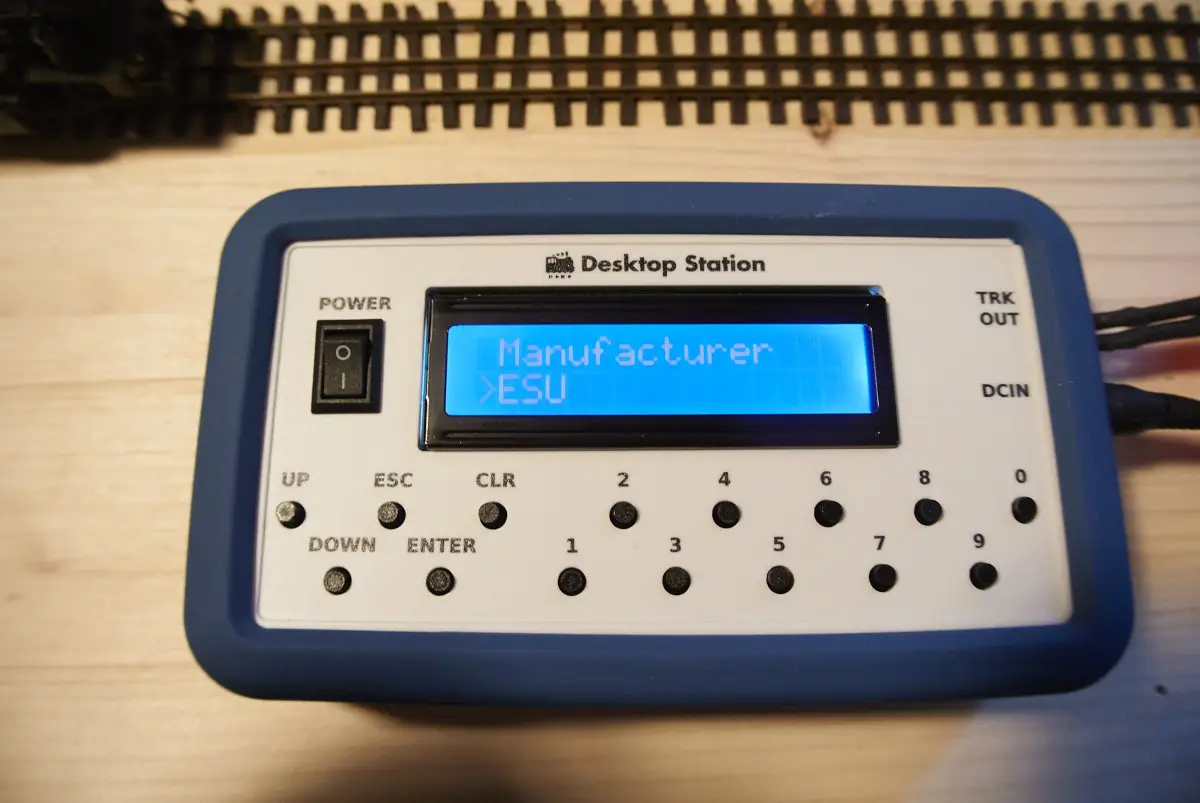 Desktop Station
POWER
TRK
OUT
Manufacturer
>ESU
DCIN
UP ESC CLR 2 4 6 8 0
DOWN ENTER 1 3 5 7 9